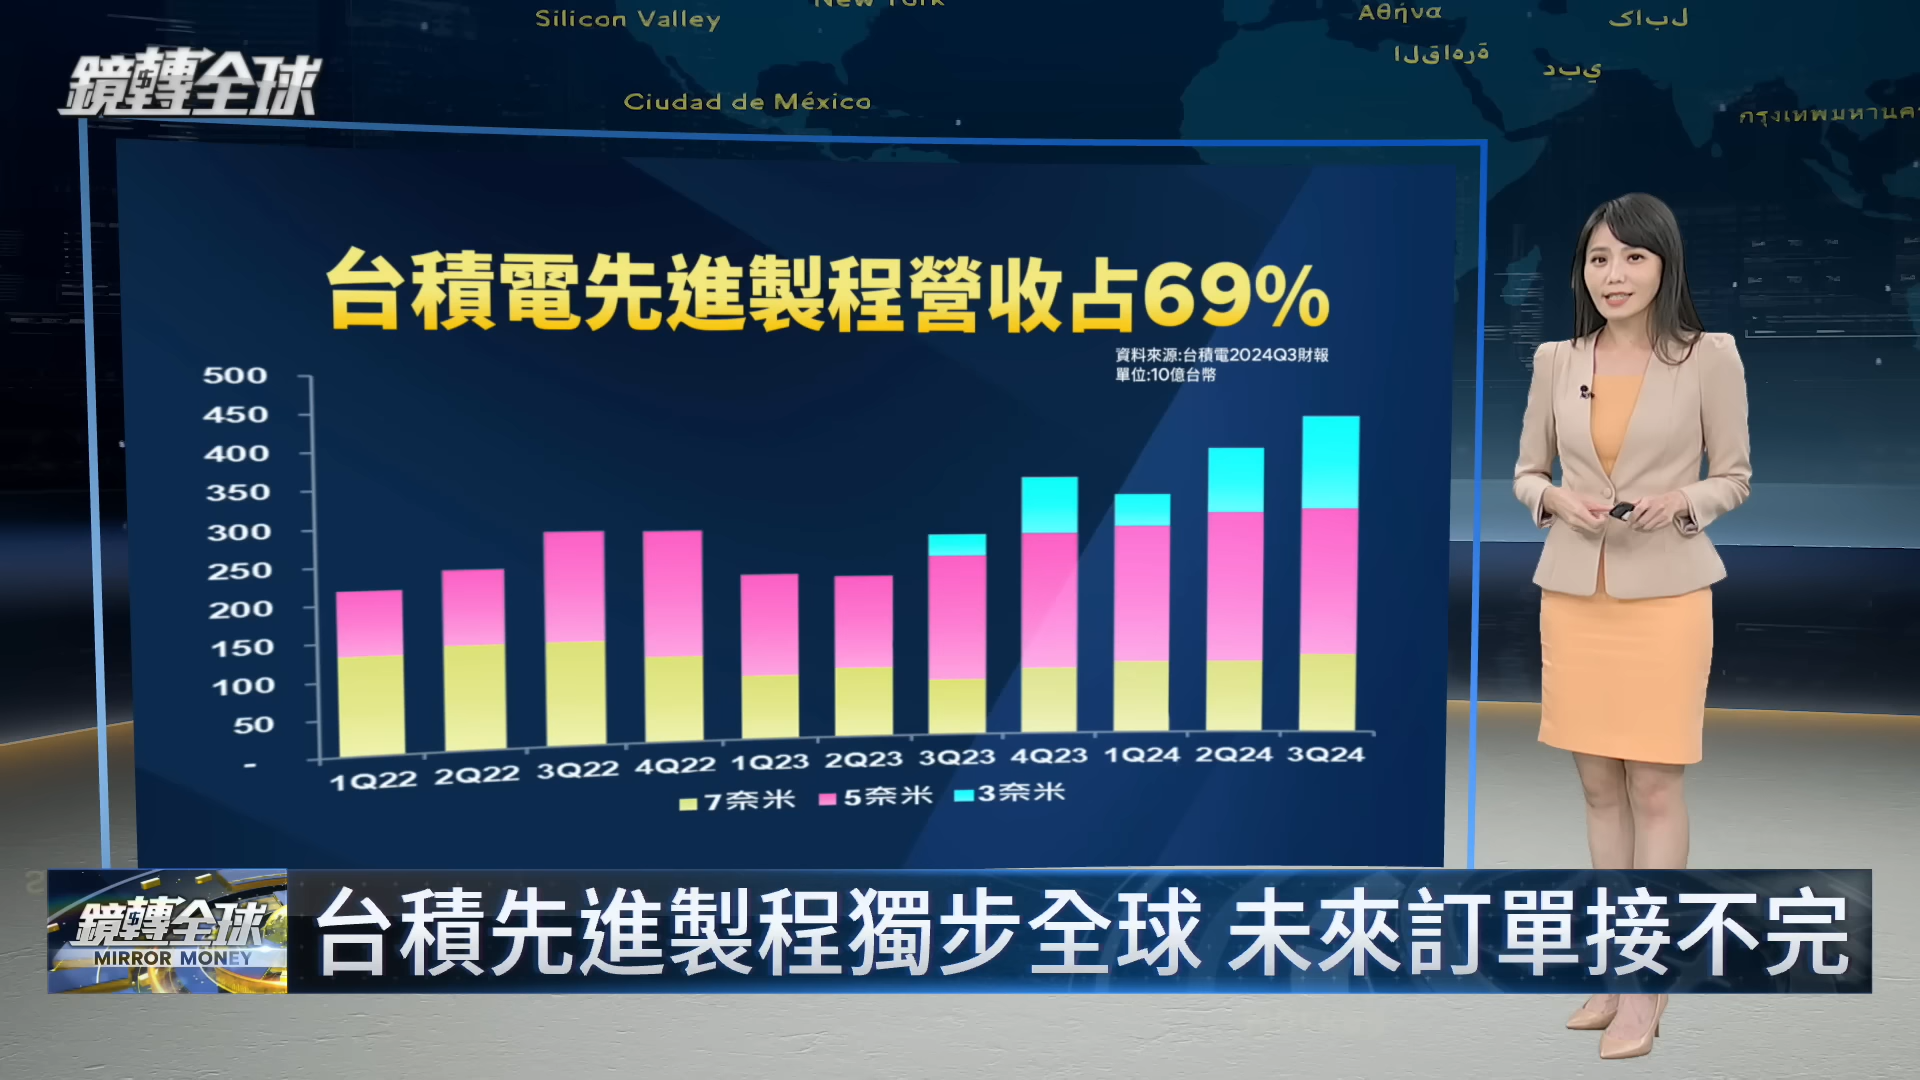 Silicon Valley
New York
Αθήνα
کابل
القاهرة
دبي
Ciudad de México
鏡轉全球
台積電先進製程營收占69%
資料來源:台積電2024Q3財報
單位:10億台幣
500
450
400
350
300
250
200
150
100
50
-
1Q22 2Q22 3Q22 4Q22 1Q23 2Q23 3Q23 4Q23 1Q24 2Q24 3Q24
7奈米 5奈米 3奈米
鏡轉全球
MIRROR MONEY
台積先進製程獨步全球 未來訂單接不完